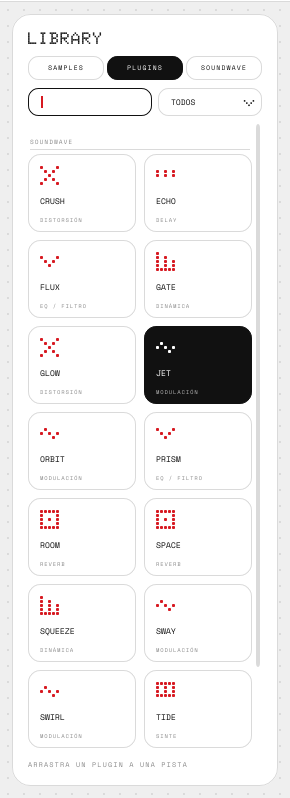 LIBRARY
SAMPLES PLUGINS SOUNDWAVE
TODOS
SOUNDWAVE
CRUSH ECHO
DISTORSIÓN DELAY
FLUX GATE
EQ / FILTRO DINÁMICA
GLOW JET
DISTORSIÓN MODULACIÓN
ORBIT PRISM
MODULACIÓN EQ / FILTRO
ROOM SPACE
REVERB REVERB
SQUEEZE SWAY
DINÁMICA MODULACIÓN
SWIRL TIDE
MODULACIÓN SINTE
ARRASTRA UN PLUGIN A UNA PISTA